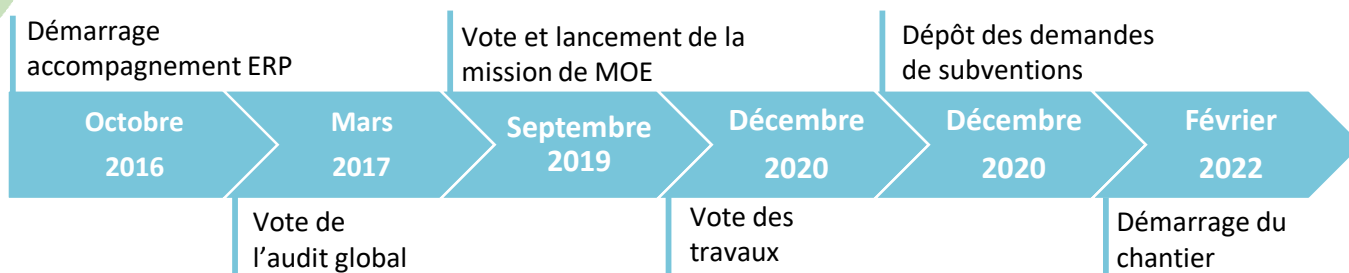 Démarrage
accompagnement ERP
Vote et lancement de la
mission de MOE
Dépôt des demandes
de subventions
Octobre
2016
Mars
2017
Septembre
2019
Décembre
2020
Décembre
2020
Février
2022
Vote de
l’audit global
Vote des
travaux
Démarrage du
chantier